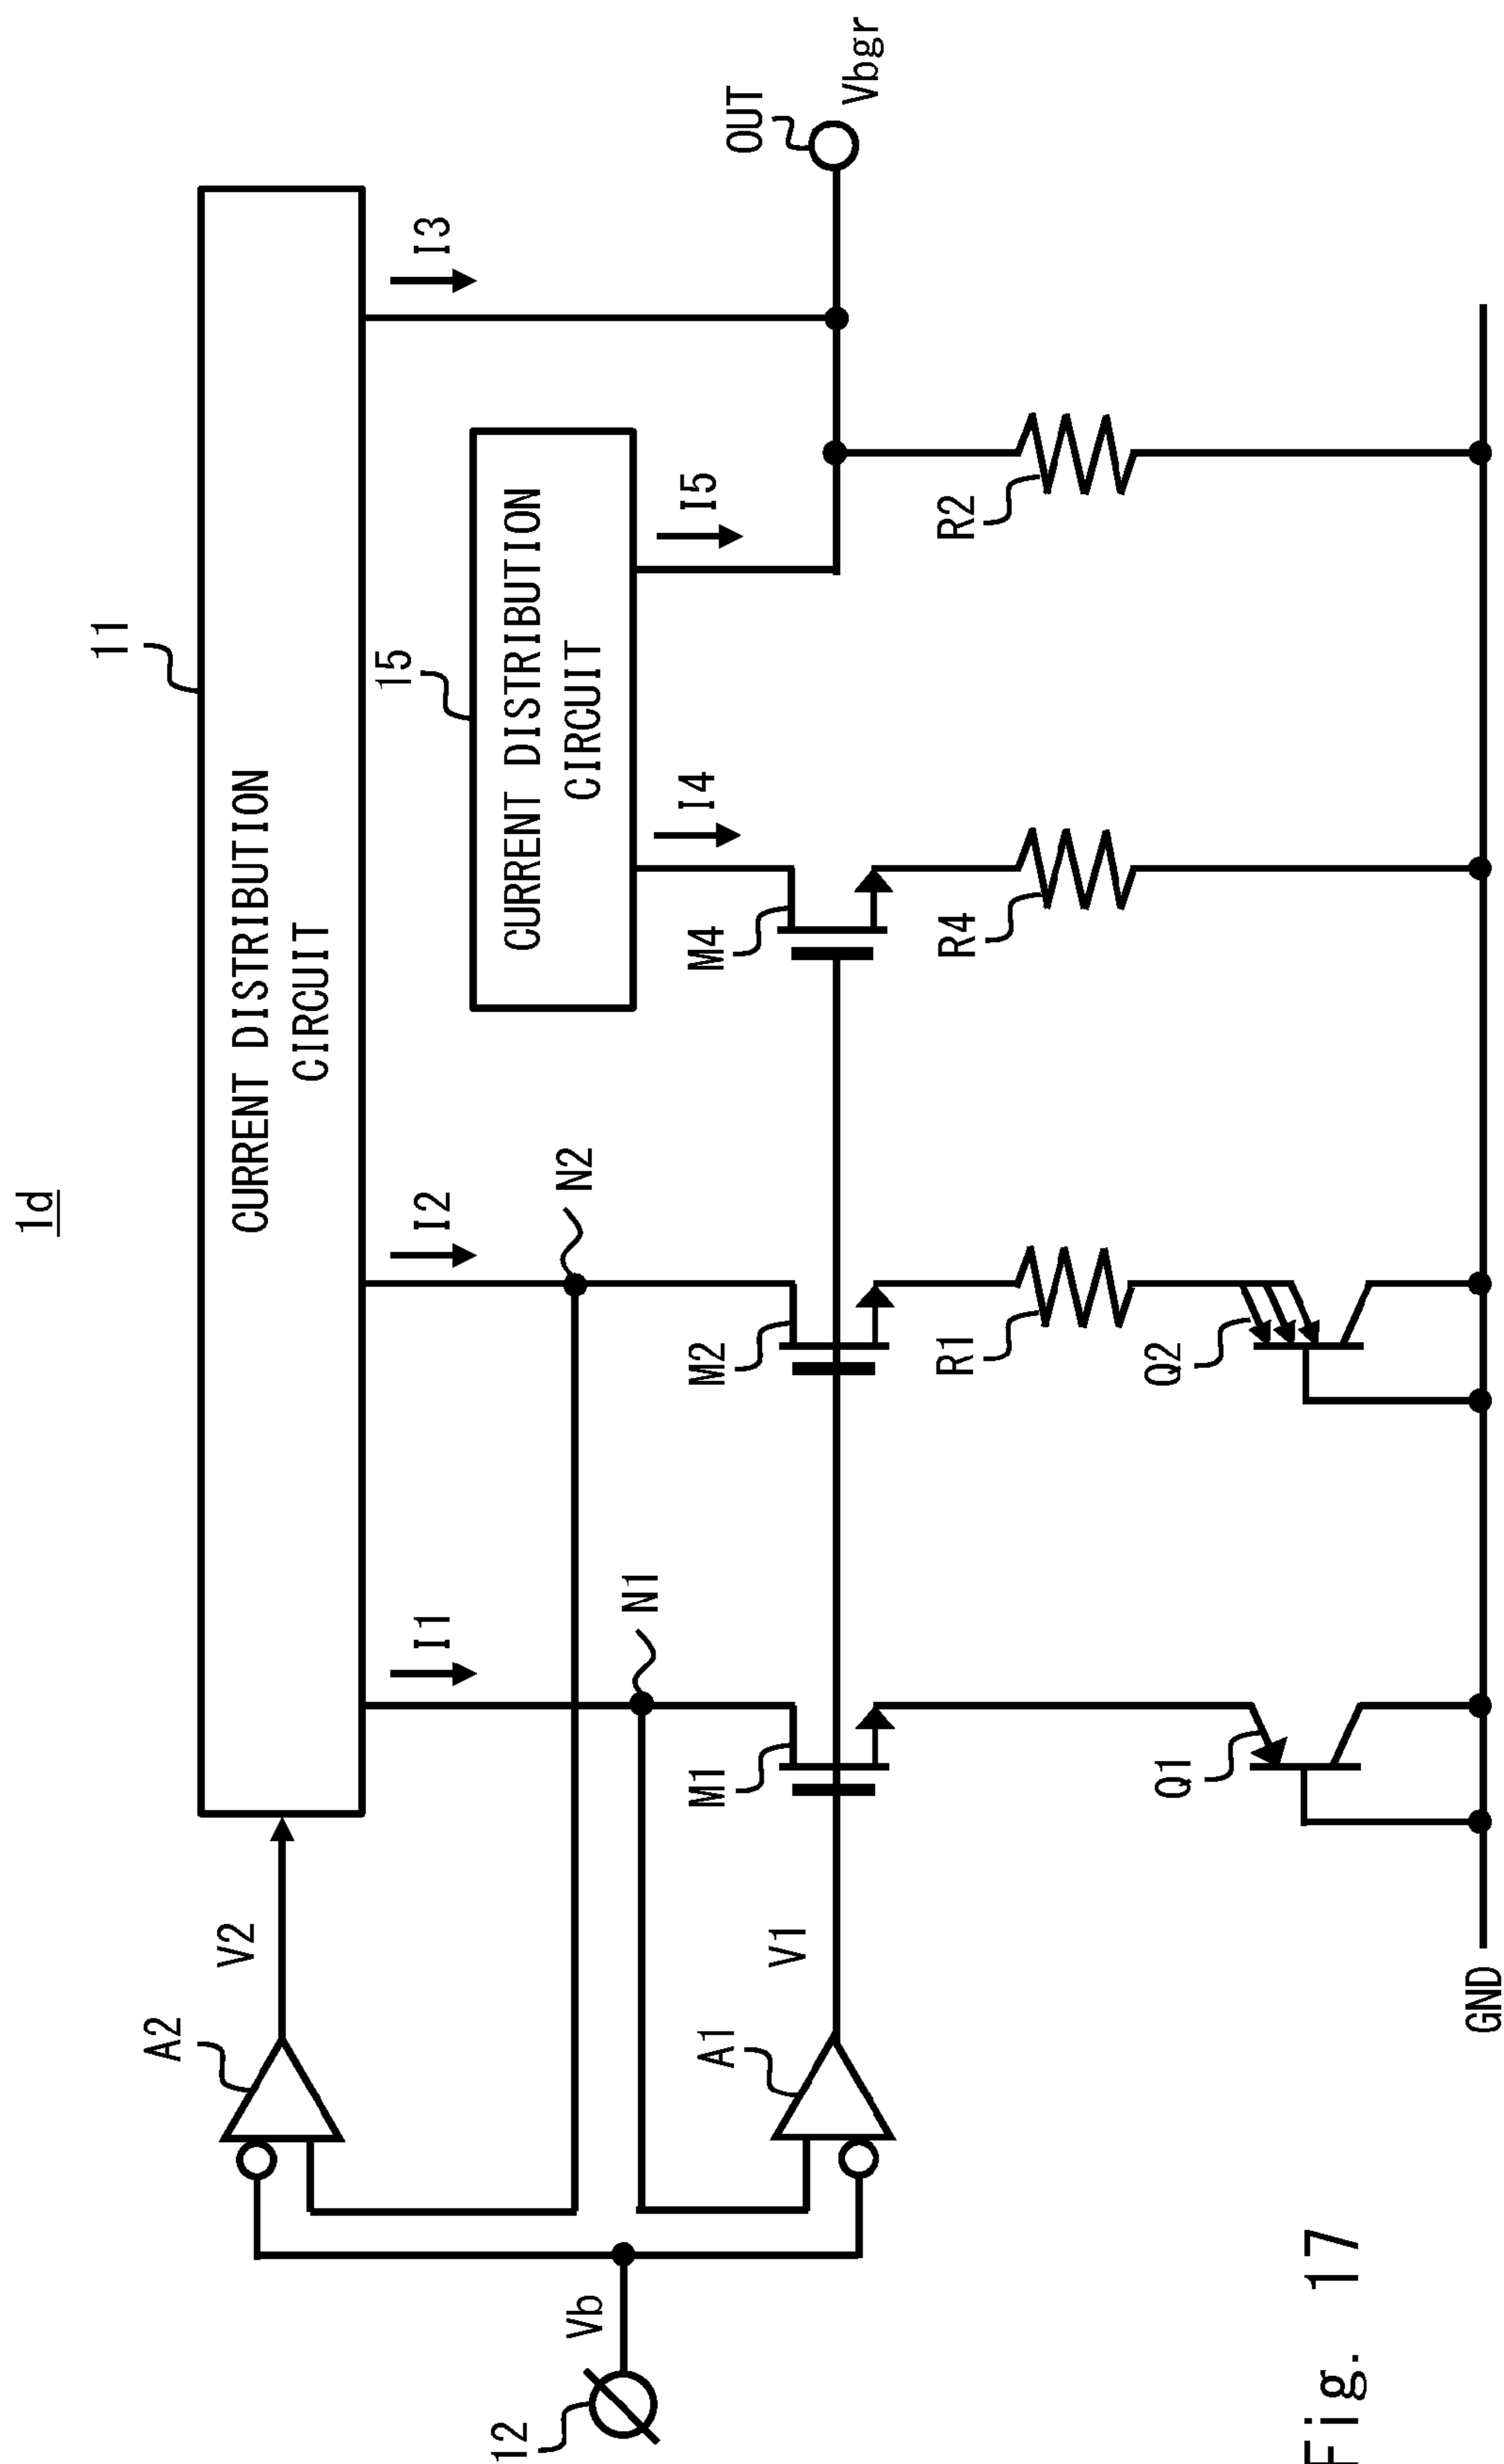 1d
11
CURRENT DISTRIBUTION
CIRCUIT
A2
V2
I1
I2
I3
15
CURRENT DISTRIBUTION
CIRCUIT
I4
I5
N2
N1
OUT
Vbgr
12
Vb
A1
V1
M1
M2
M4
R1
R4
R2
Q1
Q2
GND
Fig. 17